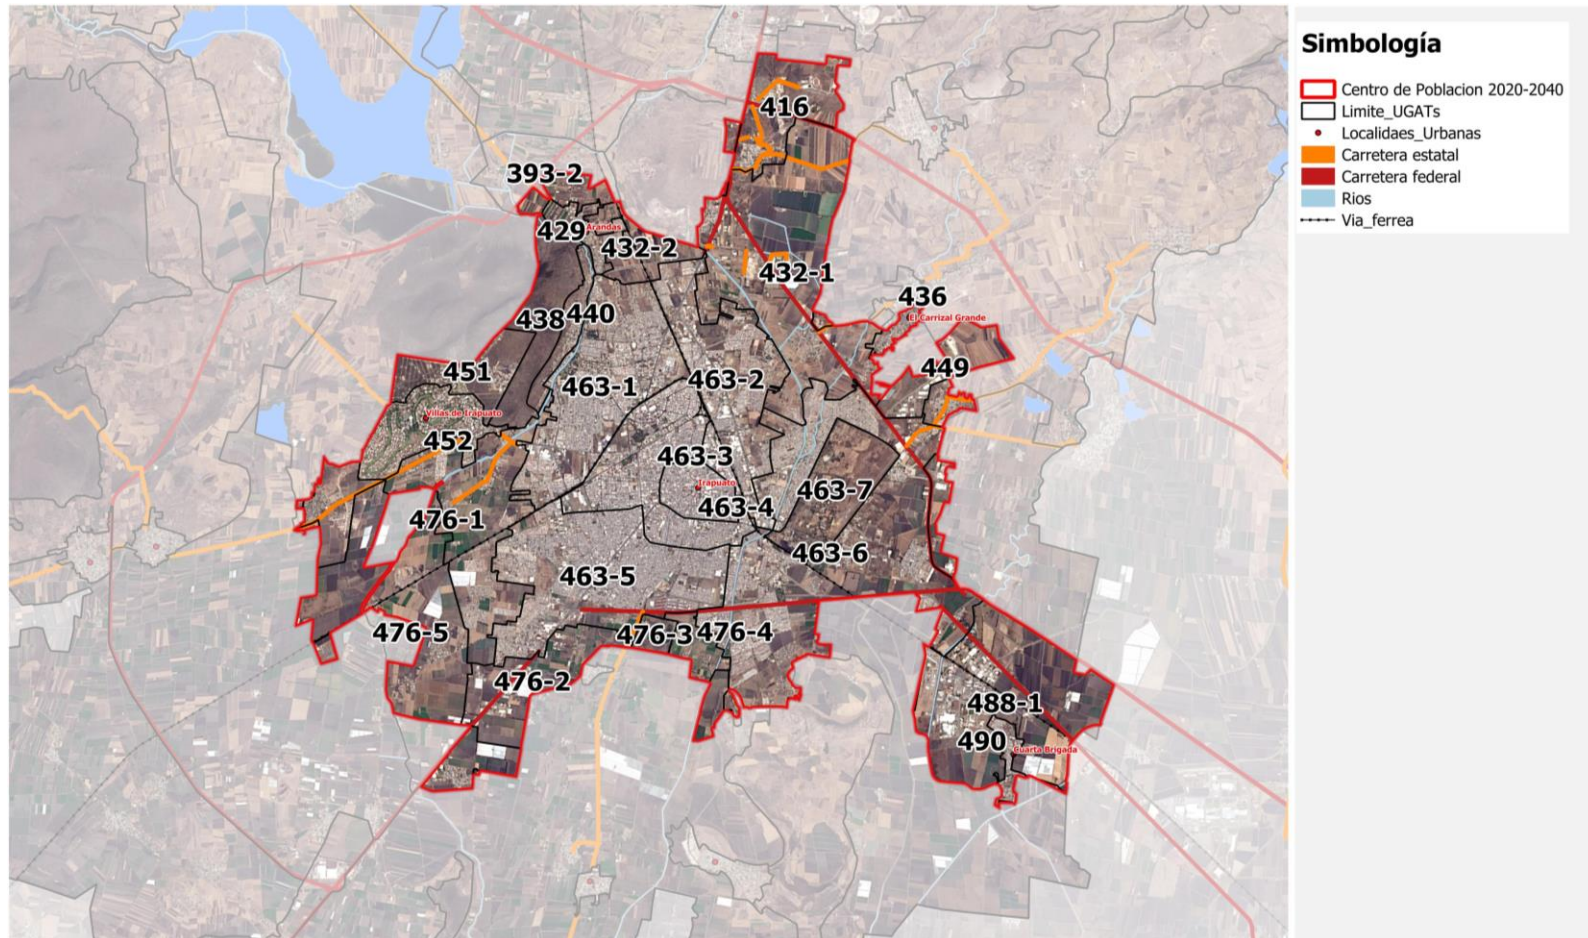 Simbología
Centro de Poblacion 2020-2040
Limite_UGATs
Localidaes_Urbanas
Carretera estatal
Carretera federal
Rios
Via_ferrea
416
393-2
429
Arandas
432-2
432-1
436
El Carrizal Grande
438
440
451
449
463-1
463-2
Villas de Irapuato
452
463-3
Irapuato
463-7
463-4
476-1
463-6
463-5
476-5
476-3
476-4
476-2
488-1
490
Cuarta Brigada